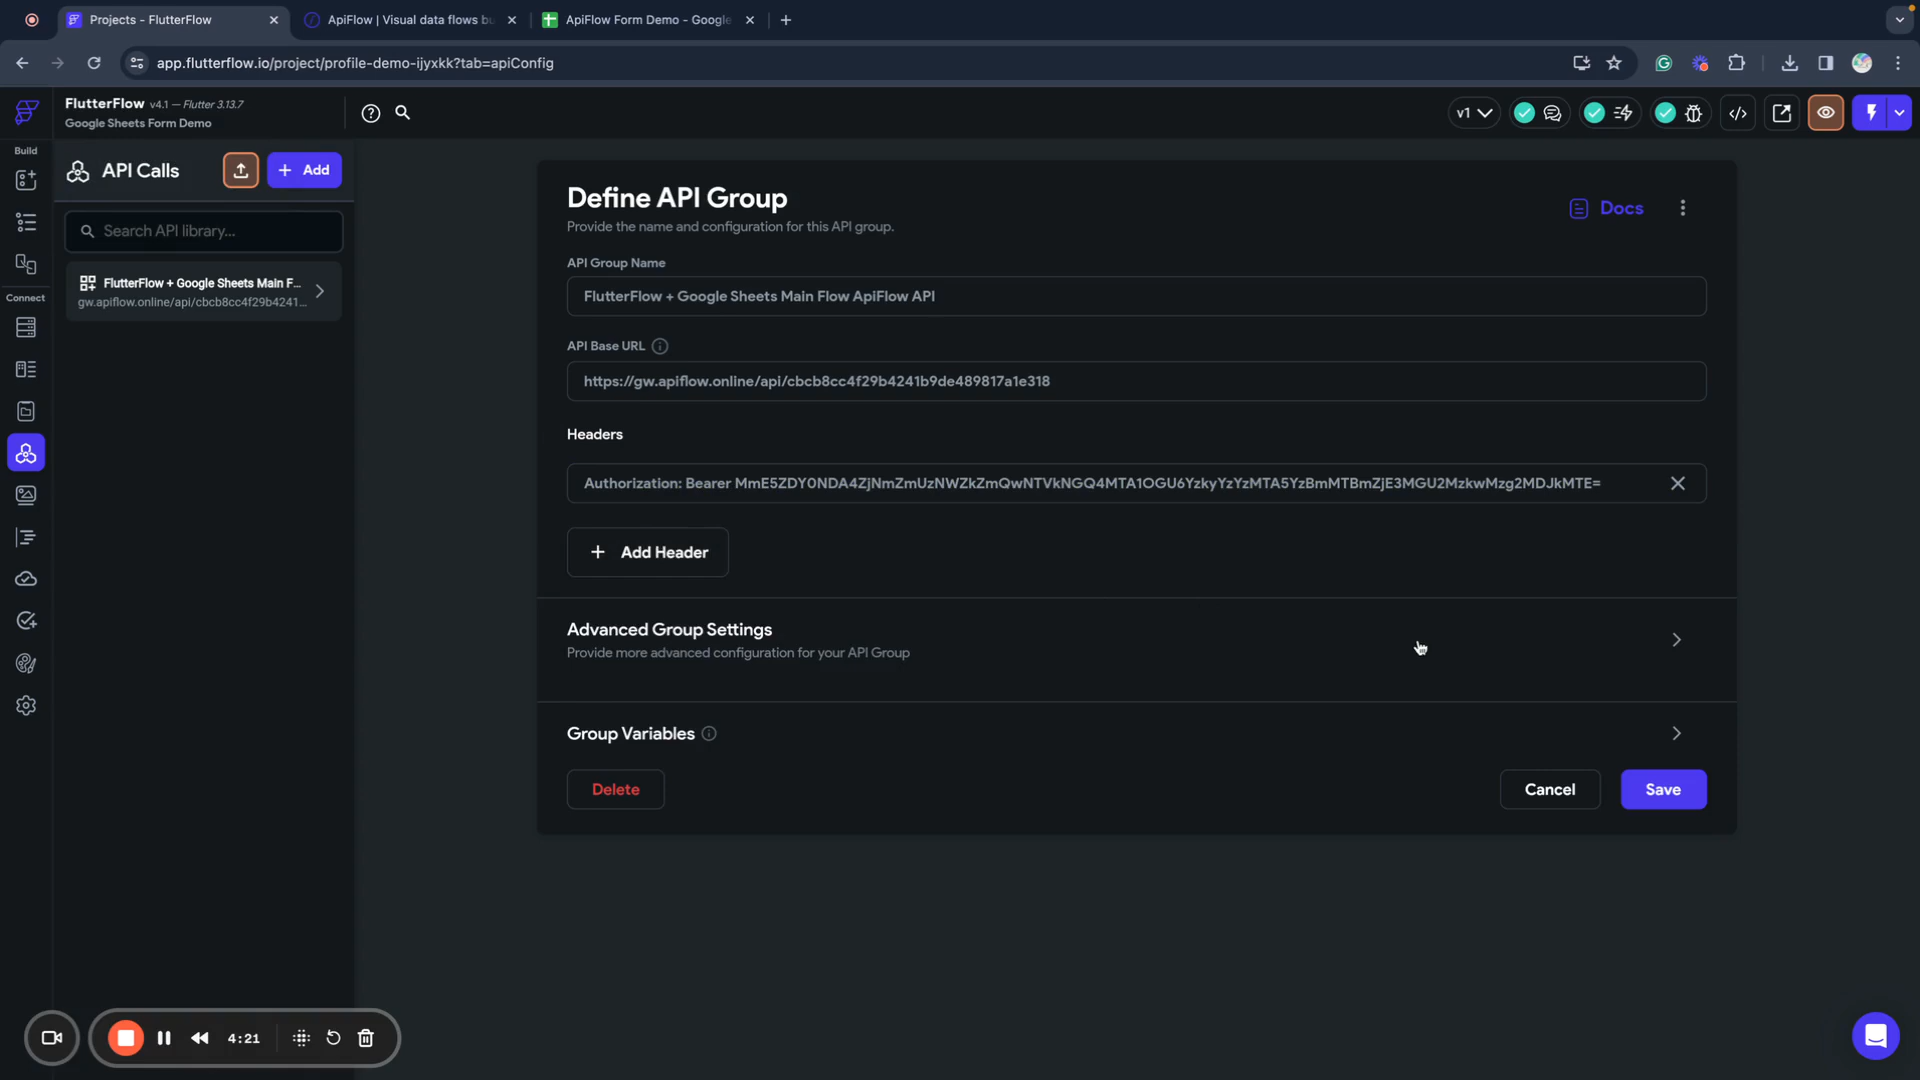 Projects - FlutterFlow
ApiFlow | Visual data flows bu
ApiFlow Form Demo - Google
app.flutterflow.io/project/profile-demo-ijyxkk?tab=apiConfig
FlutterFlow v4.1 — Flutter 3.13.7
Google Sheets Form Demo
v1
Build
API Calls
+ Add
Search API library...
FlutterFlow + Google Sheets Main F...
gw.apiflow.online/api/cbcb8cc4f29b4241...
Connect
Define API Group
Docs
Provide the name and configuration for this API group.
API Group Name
FlutterFlow + Google Sheets Main Flow ApiFlow API
API Base URL
https://gw.apiflow.online/api/cbcb8cc4f29b4241b9de489817a1e318
Headers
Authorization: Bearer MmE5ZDY0NDA4ZjNmZmUzNWZkZmQwNTVkNGQ4MTA1OGU6YzkyYzYzMTA5YzBmMTBmZjE3MGU2MzkwMzg2MDJkMTE=
+ Add Header
Advanced Group Settings
Provide more advanced configuration for your API Group
Group Variables
Delete
Cancel
Save
4:21